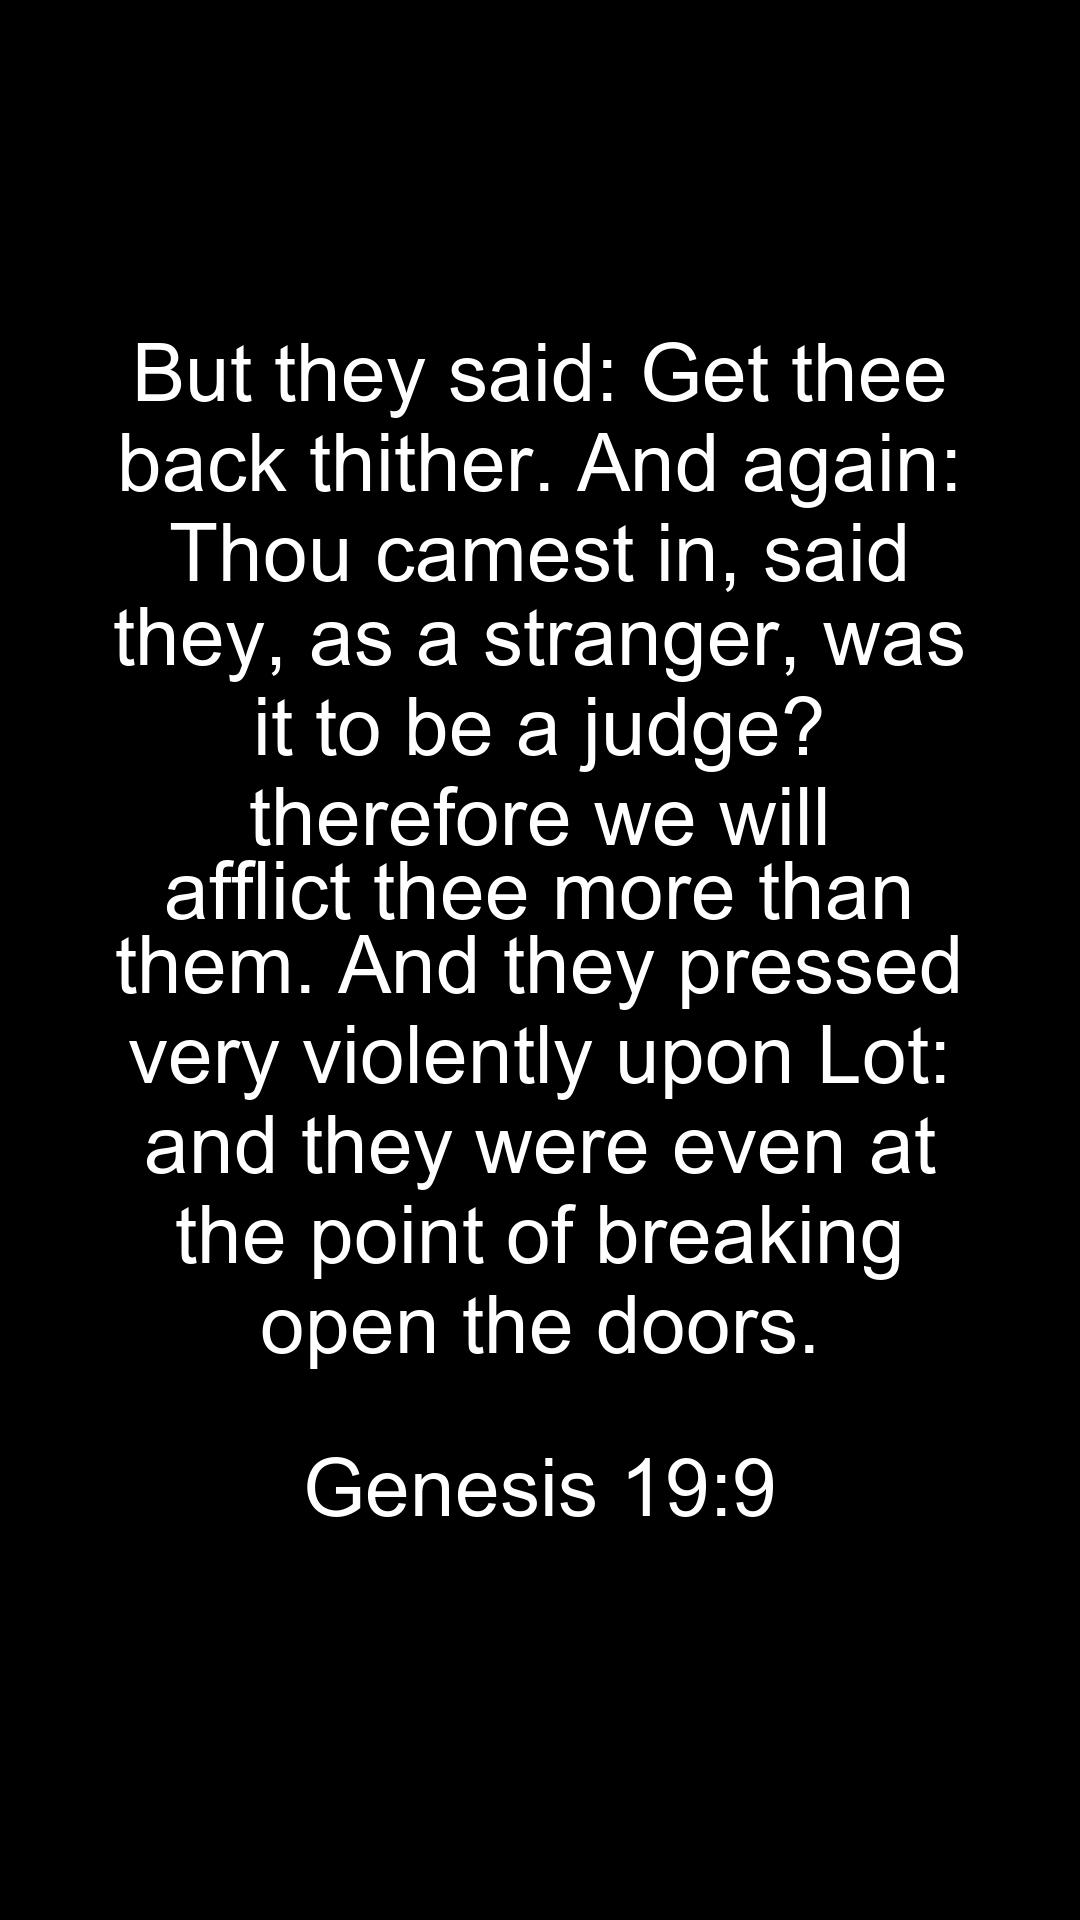 But they said: Get thee
back thither. And again:
Thou camest in, said
they, as a stranger, was
it to be a judge?
therefore we will
afflict thee more than
them. And they pressed
very violently upon Lot:
and they were even at
the point of breaking
open the doors.
Genesis 19:9